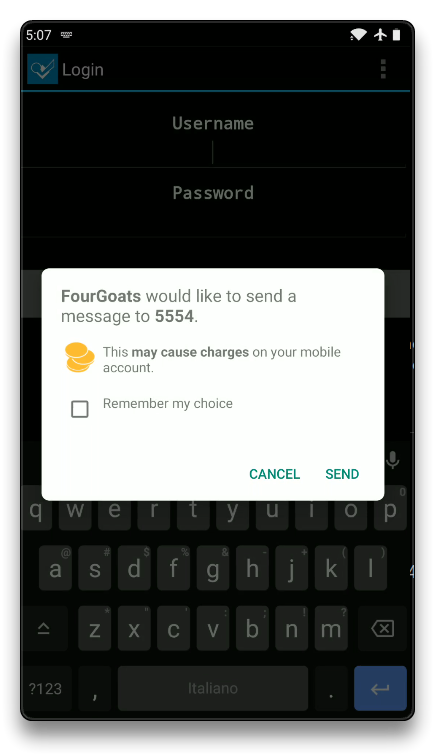 5:07
Login
Username
Password
FourGoats would like to send a
message to 5554.
This may cause charges on your mobile
account.
Remember my choice
CANCEL SEND
0
q w e r t y u i o p
@ # $ % & - + ( )
a s d f g h j k l
* " ' : ; ! ?
z x c v b n m
?123 , Italiano .